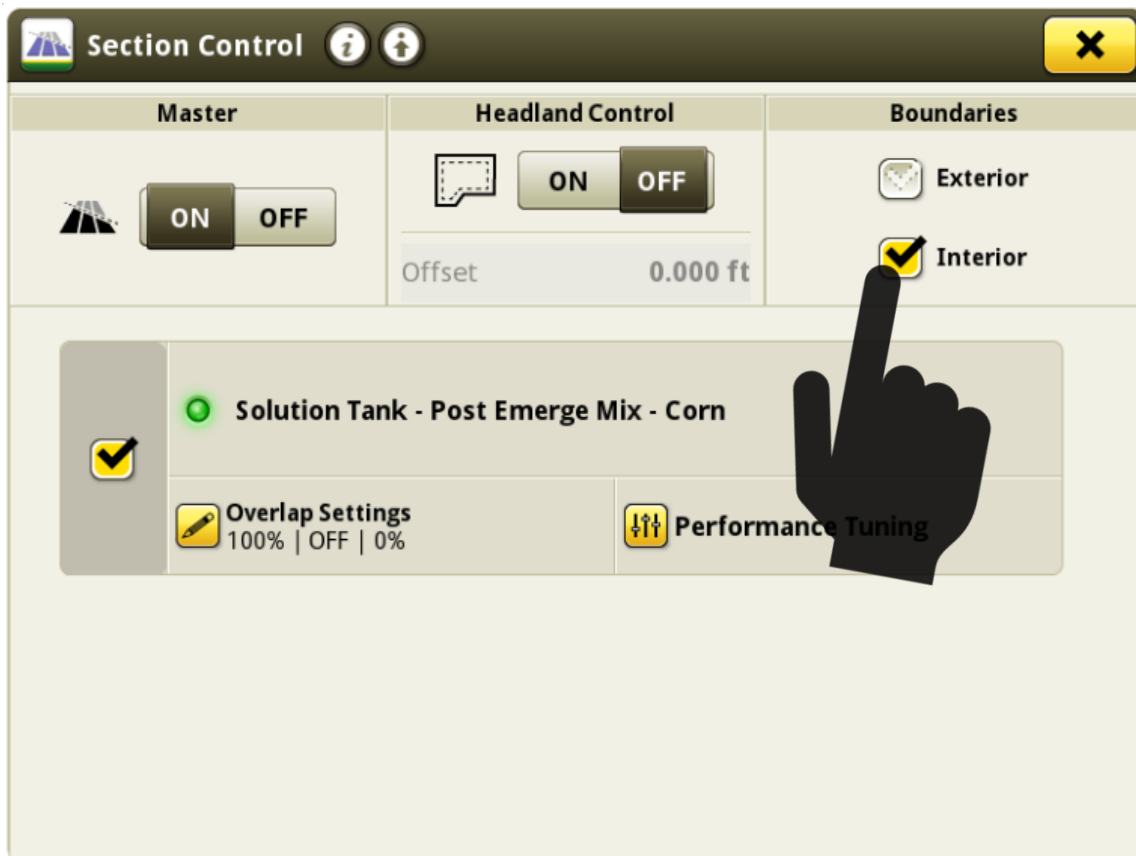 Section Control
Master
Headland Control
Boundaries
ON OFF
ON OFF
Offset 0.000 ft
Exterior
Interior
Solution Tank - Post Emerge Mix - Corn
Overlap Settings
100% | OFF | 0%
Performance Tuning